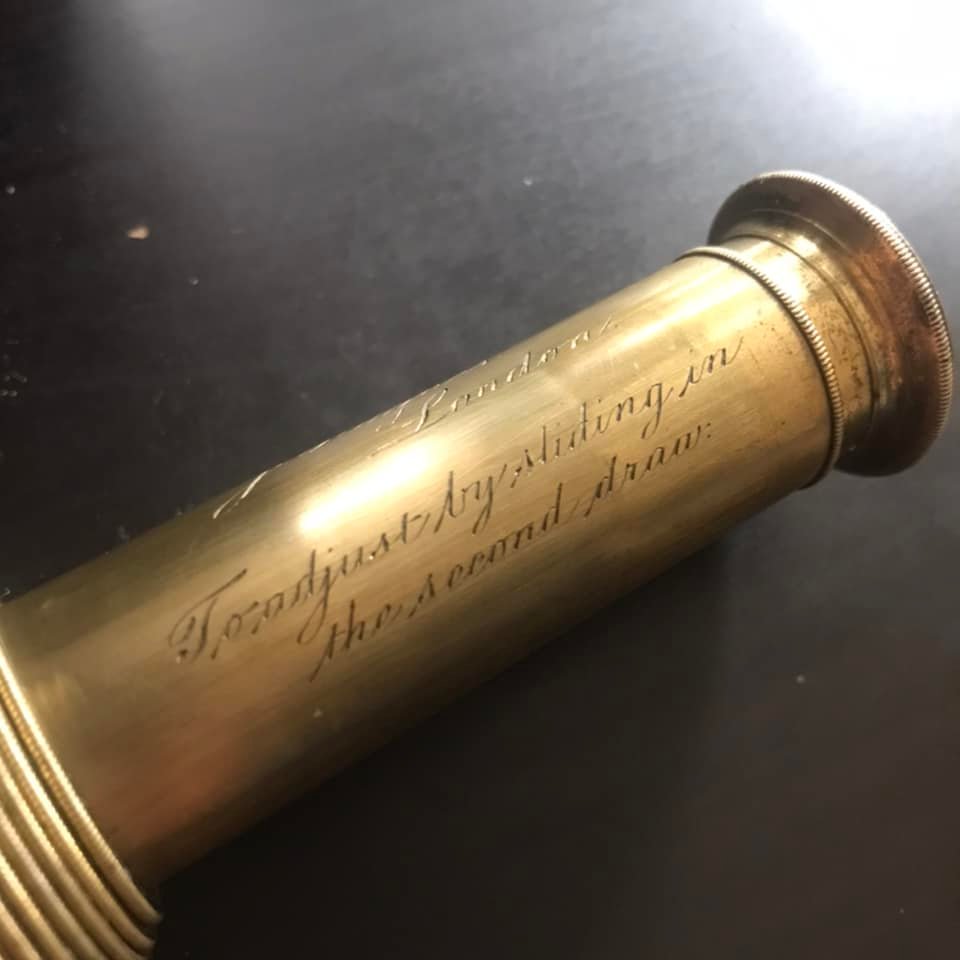 London.
To adjust by sliding in
the second draw.